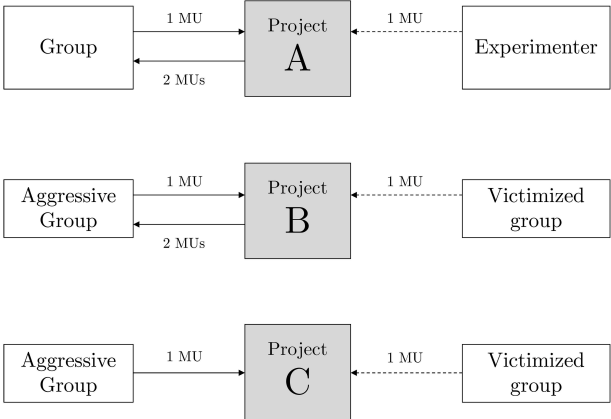 1 MU
1 MU
Group
Project
A
Experimenter
2 MUs
1 MU
1 MU
Aggressive
Group
Project
B
Victimized
group
2 MUs
1 MU
1 MU
Aggressive
Group
Project
C
Victimized
group